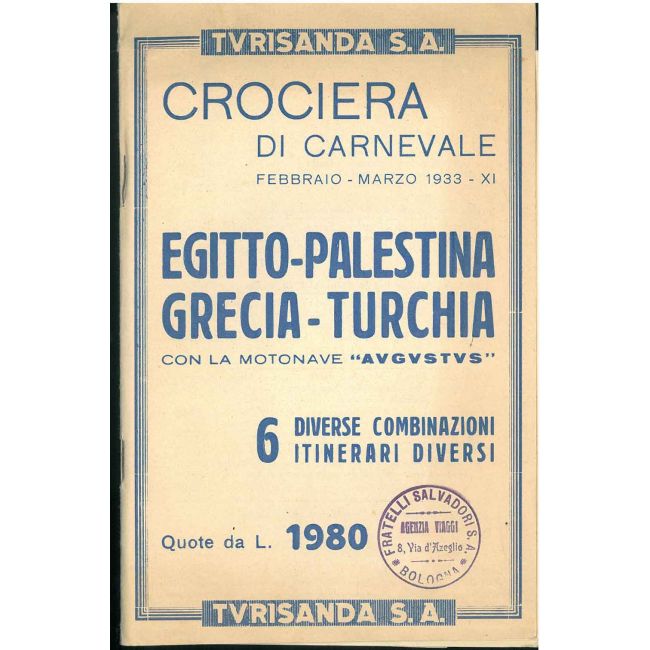 TVRISANDA S.A.
CROCIERA
DI CARNEVALE
FEBBRAIO - MARZO 1933 - XI
EGITTO-PALESTINA
GRECIA-TURCHIA
CON LA MOTONAVE "AVGVSTVS"
6 DIVERSE COMBINAZIONI
ITINERARI DIVERSI
Quote da L. 1980
FRATELLI SALVADORI S.A.
AGENZIA VIAGGI
8, Via d'Azeglio
BOLOGNA
TVRISANDA S.A.